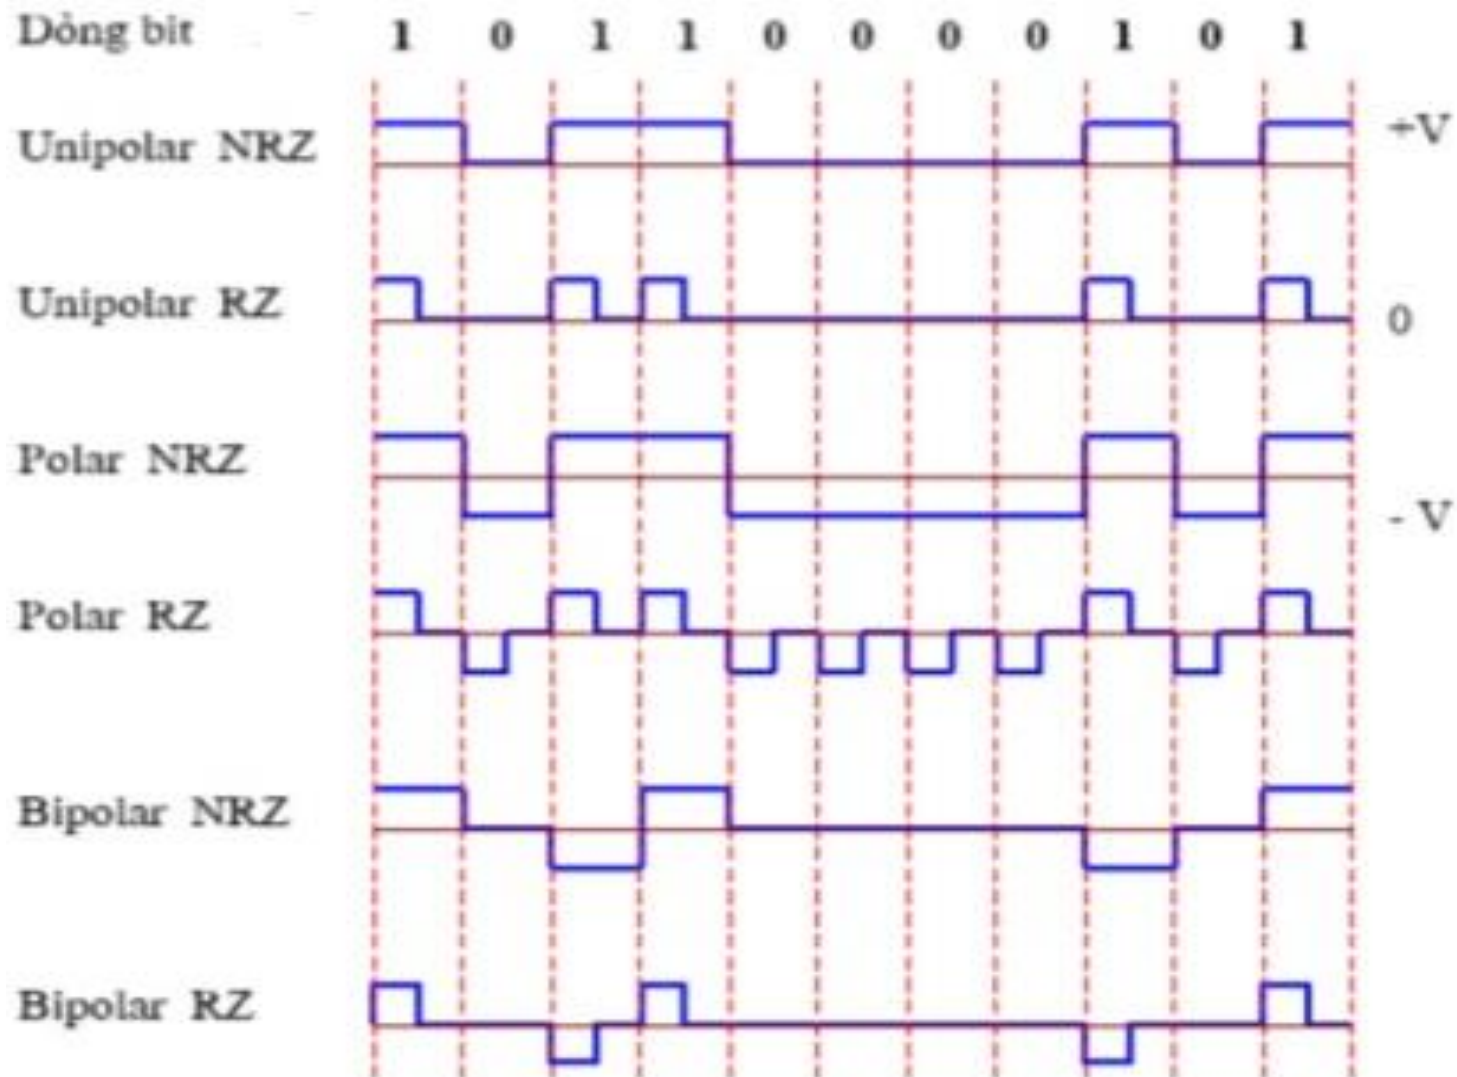 Dòng bit 1 0 1 1 0 0 0 0 1 0 1
Unipolar NRZ +V
Unipolar RZ 0
Polar NRZ
- V
Polar RZ
Bipolar NRZ
Bipolar RZ